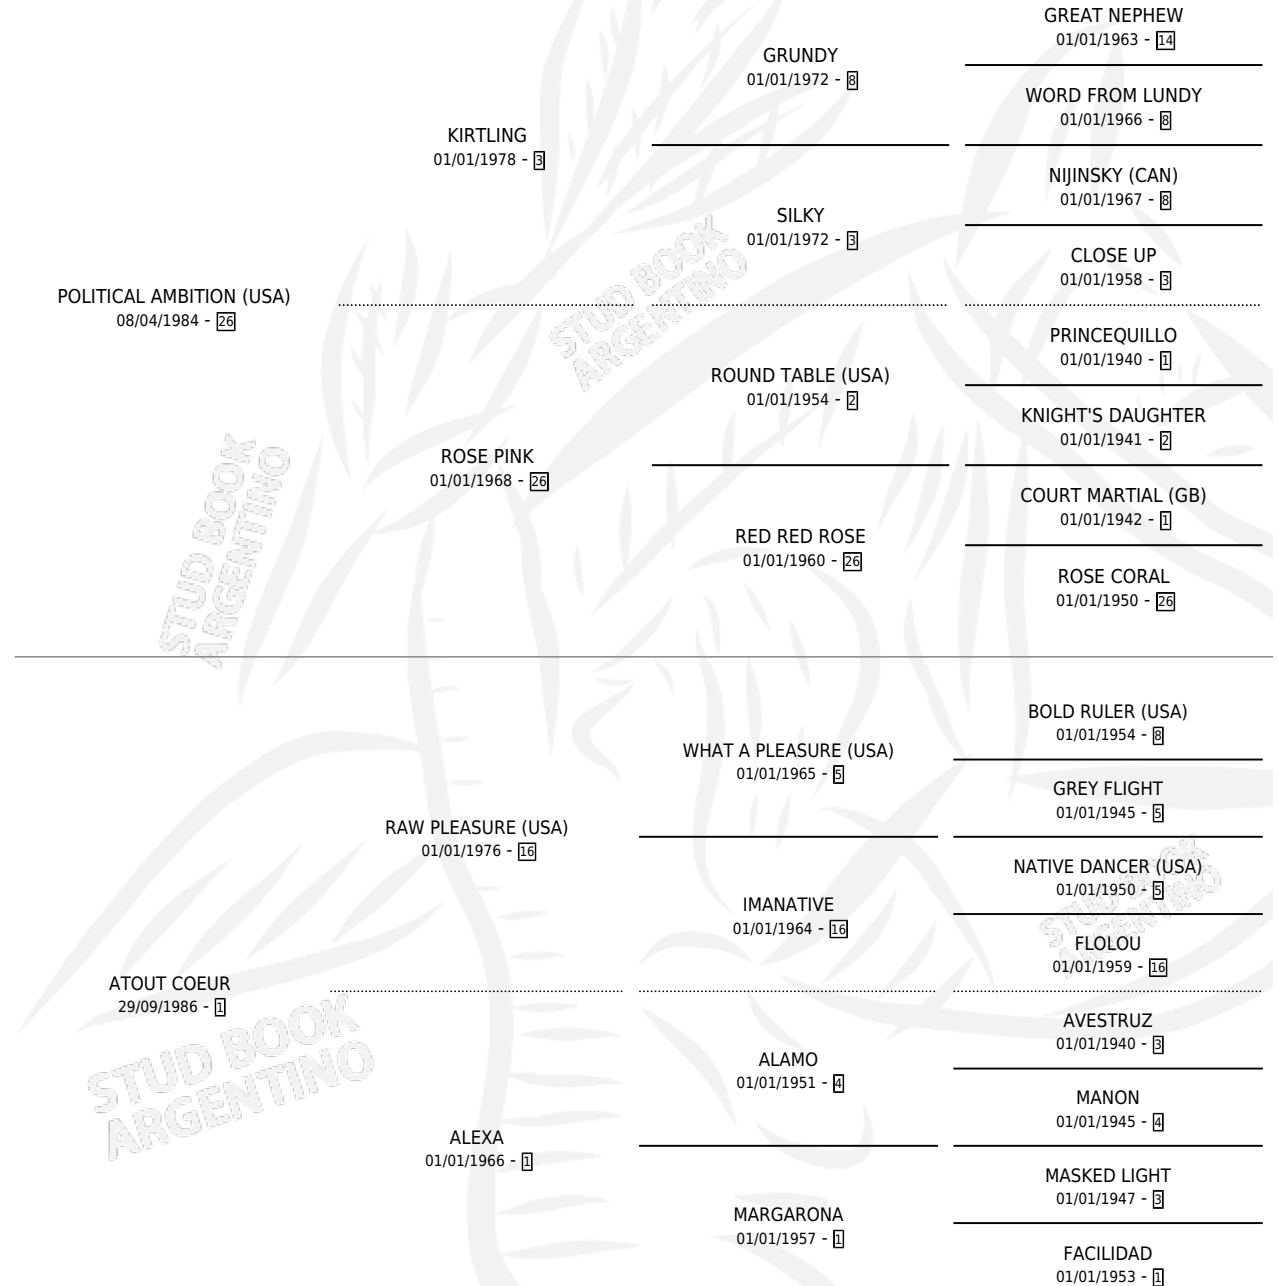 GREAT NEPHEW
01/01/1963 - 14
GRUNDY
01/01/1972 - 8
WORD FROM LUNDY
01/01/1966 - 8
KIRTLING
01/01/1978 - 3
NIJINSKY (CAN)
01/01/1967 - 8
SILKY
01/01/1972 - 3
CLOSE UP
01/01/1958 - 3
POLITICAL AMBITION (USA)
08/04/1984 - 26
PRINCEQUILLO
01/01/1940 - 1
ROUND TABLE (USA)
01/01/1954 - 2
KNIGHT'S DAUGHTER
01/01/1941 - 2
ROSE PINK
01/01/1968 - 26
COURT MARTIAL (GB)
01/01/1942 - 1
RED RED ROSE
01/01/1960 - 26
ROSE CORAL
01/01/1950 - 26
STUD BOOK
ARGENTINO
STUD BOOK
ARGENTINO
BOLD RULER (USA)
01/01/1954 - 8
WHAT A PLEASURE (USA)
01/01/1965 - 5
GREY FLIGHT
01/01/1945 - 5
RAW PLEASURE (USA)
01/01/1976 - 16
NATIVE DANCER (USA)
01/01/1950 - 5
IMANATIVE
01/01/1964 - 16
FLOLOU
01/01/1959 - 16
ATOUT COEUR
29/09/1986 - 1
AVESTRUZ
01/01/1940 - 3
ALAMO
01/01/1951 - 4
MANON
01/01/1945 - 4
ALEXA
01/01/1966 - 1
MASKED LIGHT
01/01/1947 - 3
MARGARONA
01/01/1957 - 1
FACILIDAD
01/01/1953 - 1
STUD BOOK
ARGENTINO
STUD BOOK
ARGENTINO